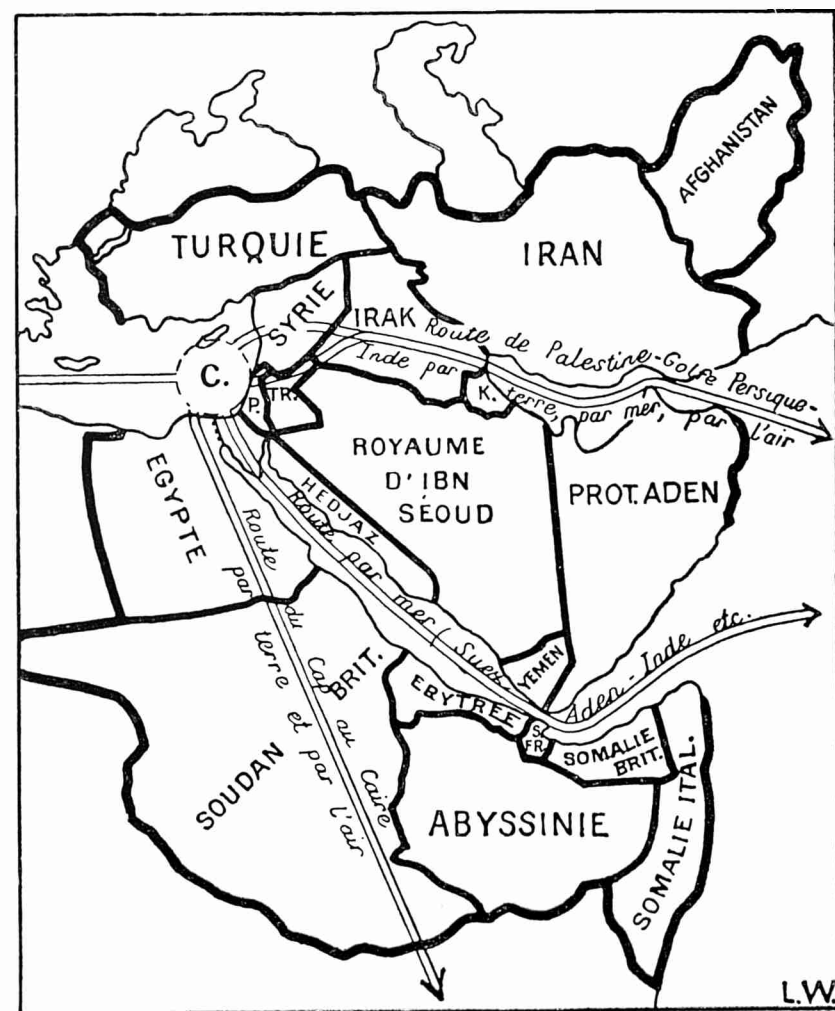 AFGHANISTAN
TURQUIE
IRAN
SYRIE
IRAK
Route de Palestine-Golfe Persique-
Inde par terre, par mer, par l'air
C.
P.
TR.
K.
ROYAUME
D'IBN
SÉOUD
PROT. ADEN
EGYPTE
HEDJAZ
Route par mer (Suez
Aden-Inde etc.
Route du Cap au Caire
par terre et par l'air
SOUDAN
BRIT.
YEMEN
ERYTRÉE
S.
FR.
SOMALIE
BRIT.
ABYSSINIE
SOMALIE ITAL.
L.W.